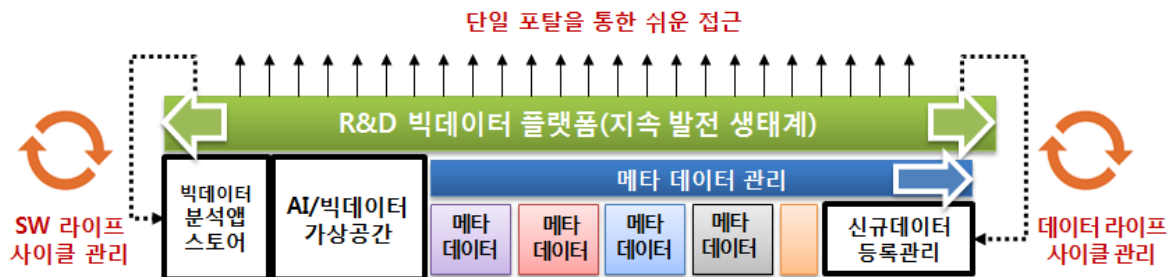 단일 포탈을 통한 쉬운 접근
R&D 빅데이터 플랫폼(지속 발전 생태계)
SW 라이프
사이클 관리
빅데이터
분석앱
스토어
AI/빅데이터
가상공간
메타 데이터 관리
메타
데이터
메타
데이터
메타
데이터
메타
데이터
신규데이터
등록관리
데이터 라이프
사이클 관리